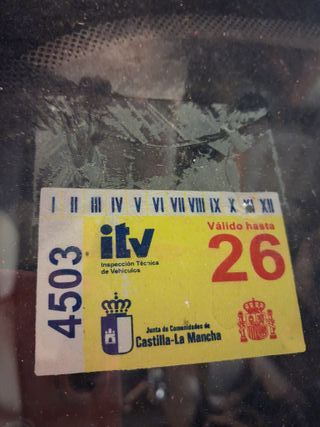 I II III IV V VI VII VIII IX X XI XII
4503
itv
Inspección Técnica
de Vehículos
Válido hasta
26
Junta de Comunidades de
Castilla-La Mancha